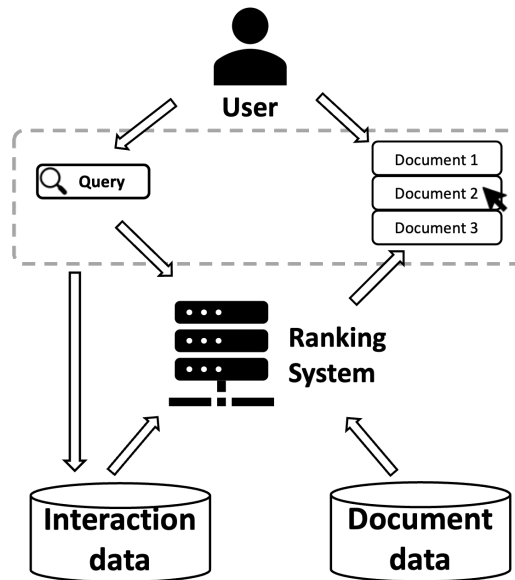 User
Query
Document 1
Document 2
Document 3
Ranking
System
Interaction
data
Document
data